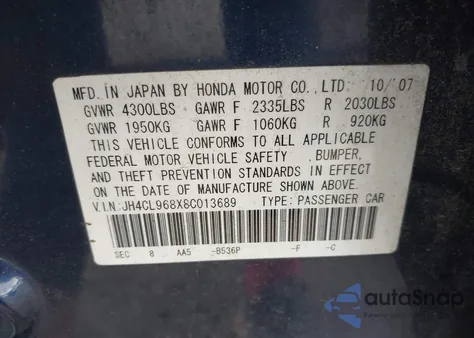 MFD. IN JAPAN BY HONDA MOTOR CO., LTD: 10/'07
GVWR 4300LBS GAWR F 2335LBS R 2030LBS
GVWR 1950KG GAWR F 1060KG R 920KG
THIS VEHICLE CONFORMS TO ALL APPLICABLE
FEDERAL MOTOR VEHICLE SAFETY ,BUMPER,
AND THEFT PREVENTION STANDARDS IN EFFECT
ON THE DATE OF MANUFACTURE SHOWN ABOVE.
V.I.N:JH4CL968X8C013689 TYPE: PASSENGER CAR
SEC 8 AA5 -B536P -F -C
autoSnap